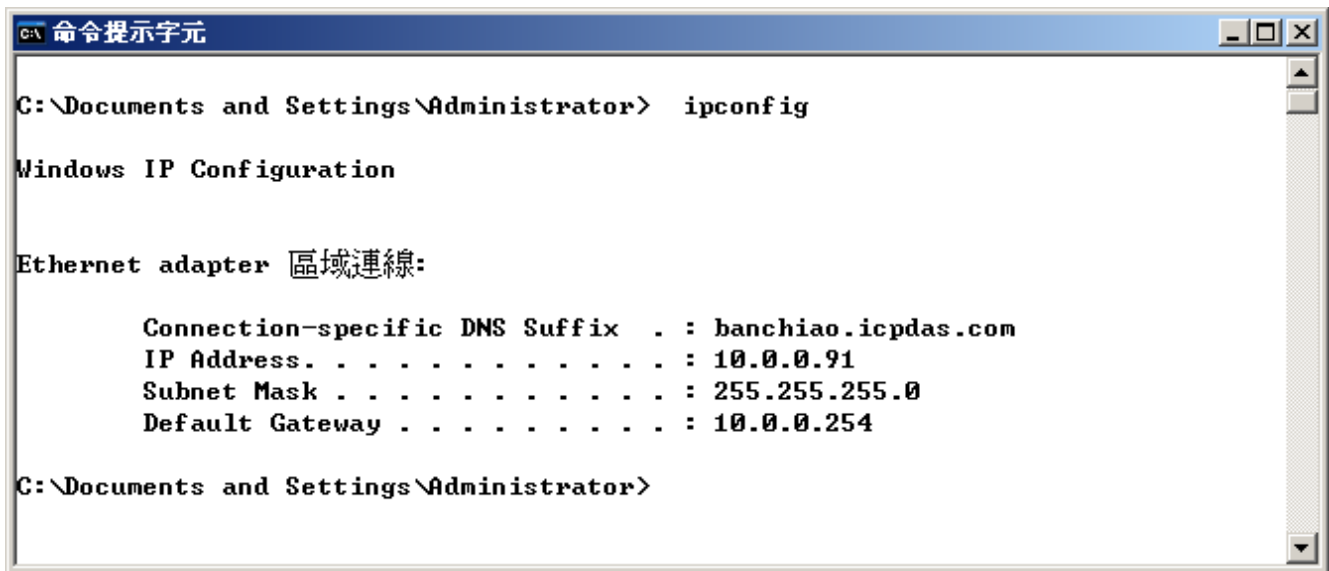 命令提示字元
C:\Documents and Settings\Administrator>  ipconfig
Windows IP Configuration
Ethernet adapter 區域連線:
Connection-specific DNS Suffix  . : banchiao.icpdas.com
IP Address. . . . . . . . . . . . : 10.0.0.91
Subnet Mask . . . . . . . . . . . : 255.255.255.0
Default Gateway . . . . . . . . . : 10.0.0.254
C:\Documents and Settings\Administrator>